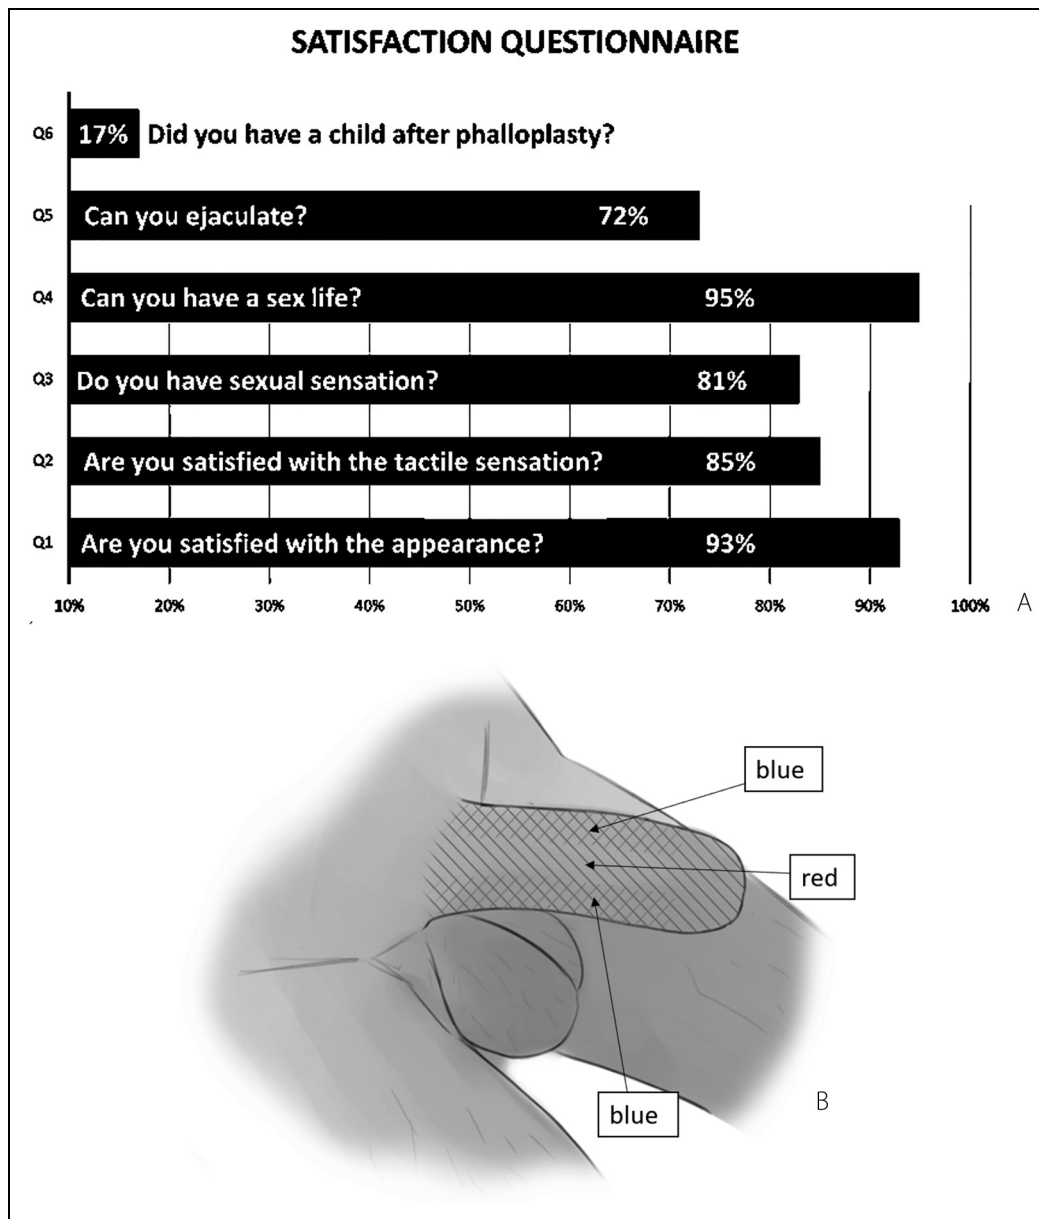 SATISFACTION QUESTIONNAIRE
Q6 17% Did you have a child after phalloplasty?
Q5 Can you ejaculate? 72%
Q4 Can you have a sex life? 95%
Q3 Do you have sexual sensation? 81%
Q2 Are you satisfied with the tactile sensation? 85%
Q1 Are you satisfied with the appearance? 93%
10% 20% 30% 40% 50% 60% 70% 80% 90% 100% A
blue
red
blue
B